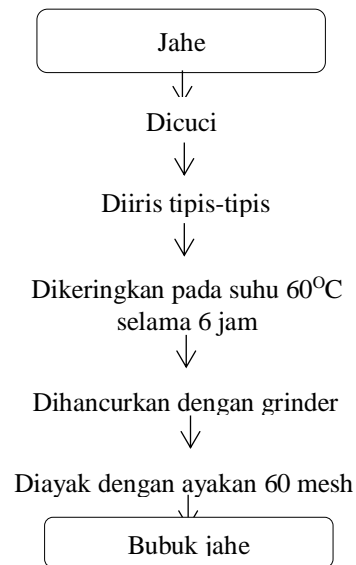 Jahe
Dicuci
Diiris tipis-tipis
Dikeringkan pada suhu 60ᴼC
selama 6 jam
Dihancurkan dengan grinder
Diayak dengan ayakan 60 mesh
Bubuk jahe